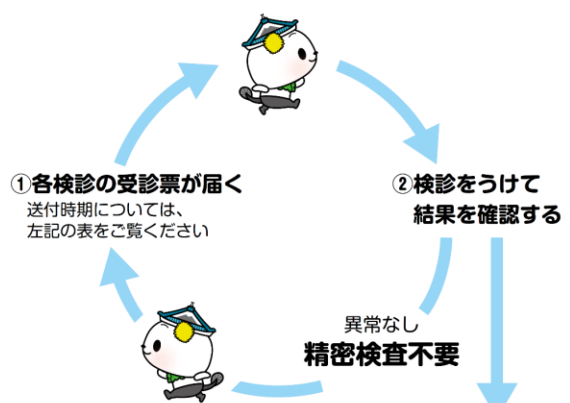 ①各検診の受診票が届く
送付時期については、
左記の表をご覧ください
②検診をうけて
結果を確認する
異常なし
精密検査不要